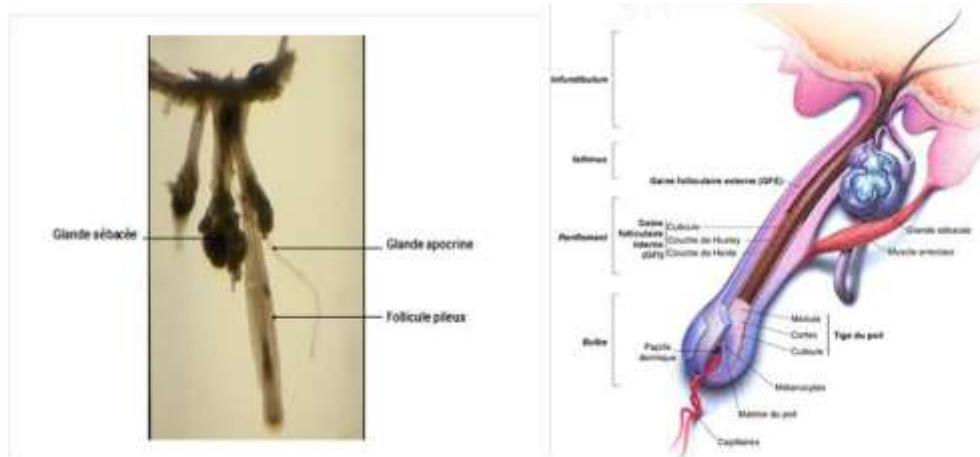 Glande sébacée
Glande apocrine
Follicule pileux
Infundibulum
Isthmus
Gaine folliculaire externe (GFE)
Renflement
Gaine
folliculaire
interne
(GFI)
Cuticule
Couche de Huxley
Couche de Henle
Glande sébacée
Muscle arrecteur
Bulbe
Médulla
Cortex
Cuticule
Tige du poil
Papille
dermique
Mélanocytes
Matrice du poil
Capillaires